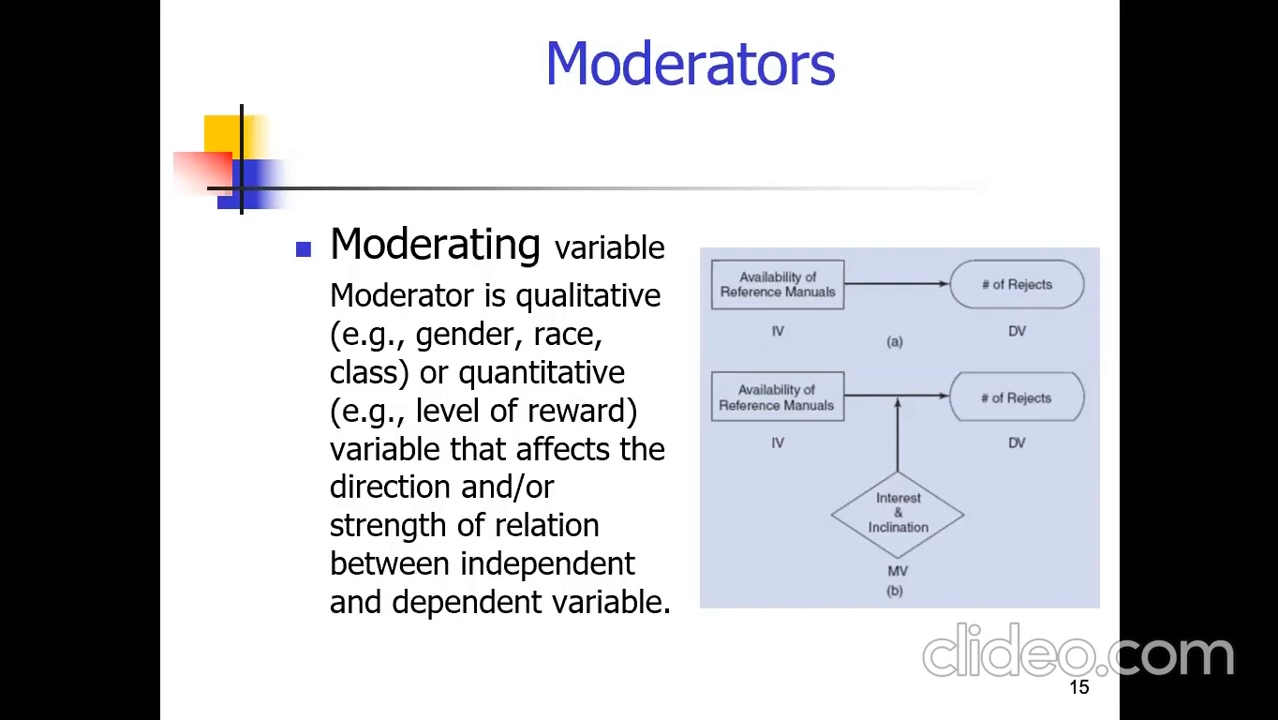 Moderators
Moderating variable
Moderator is qualitative
(e.g., gender, race,
class) or quantitative
(e.g., level of reward)
variable that affects the
direction and/or
strength of relation
between independent
and dependent variable.
Availability of
Reference Manuals
# of Rejects
IV
DV
(a)
Availability of
Reference Manuals
# of Rejects
IV
DV
Interest
&
Inclination
MV
(b)
clideo.com
15